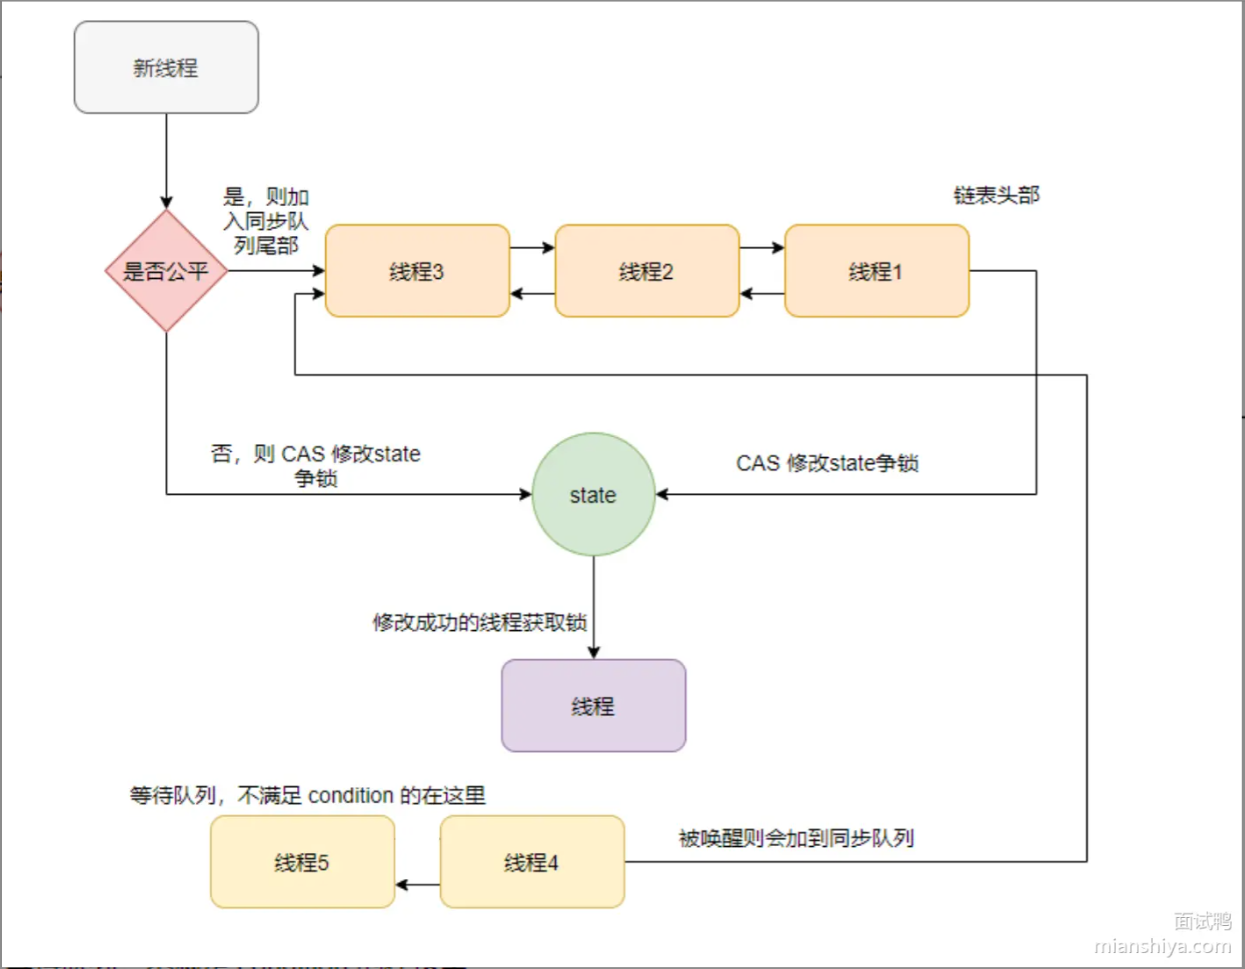 新线程
是，则加
入同步队
列尾部
链表头部
是否公平
线程3
线程2
线程1
否，则 CAS 修改state
争锁
CAS 修改state争锁
state
修改成功的线程获取锁
线程
等待队列，不满足 condition 的在这里
线程5
线程4
被唤醒则会加到同步队列
面试鸭
mianshiya.com